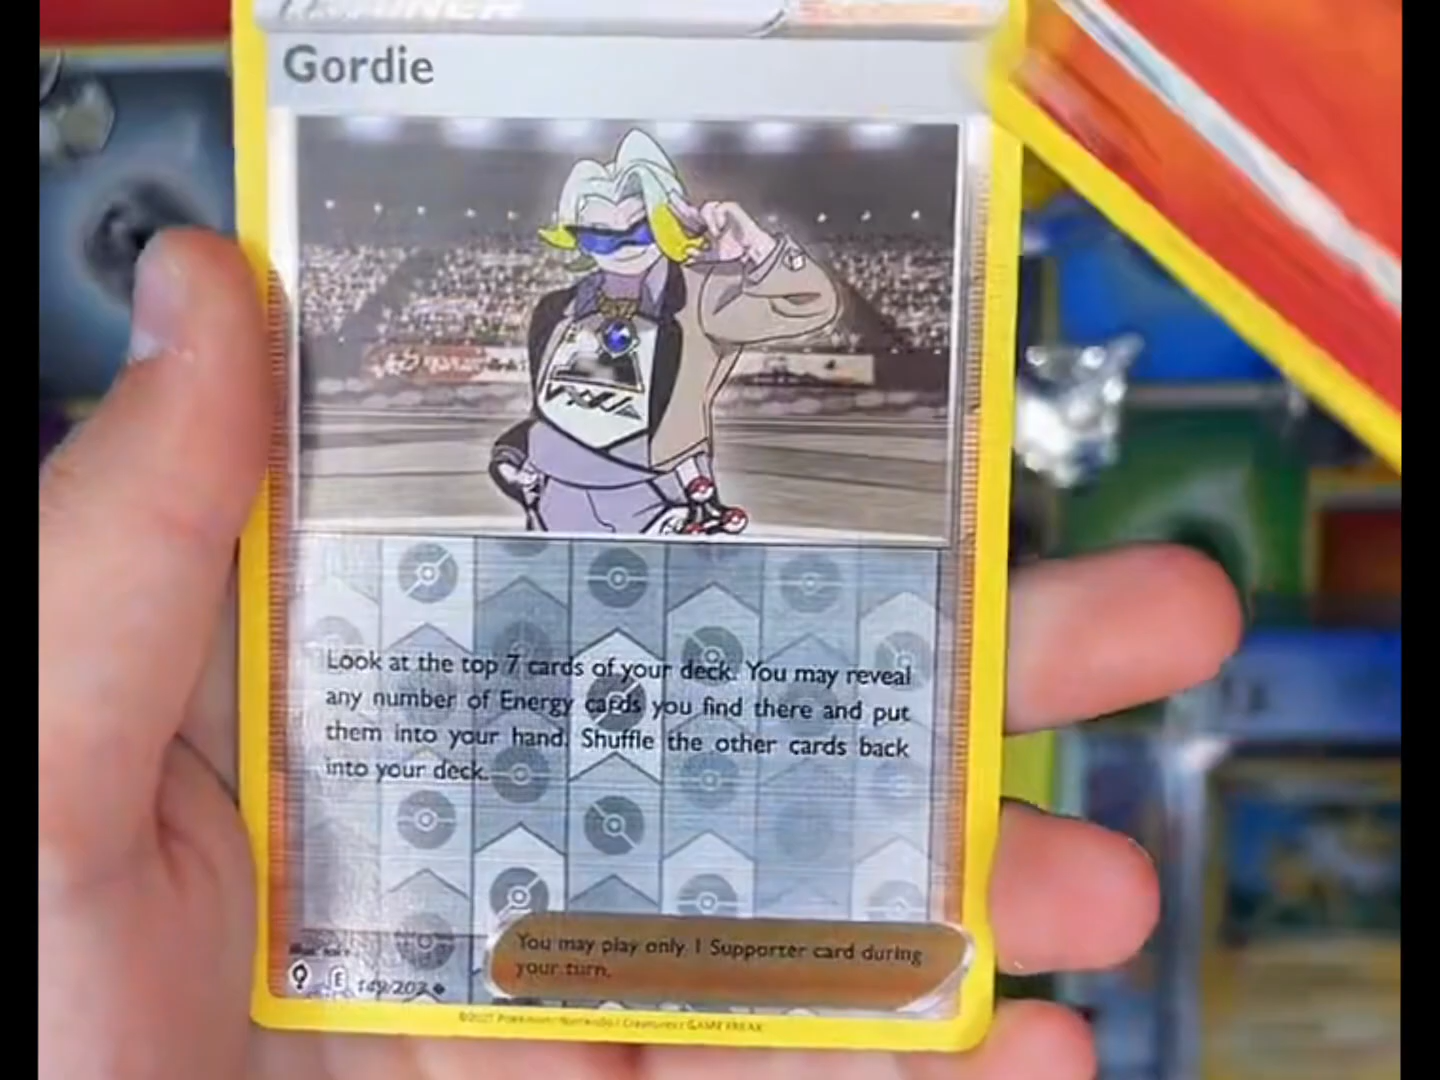 TRAINER
Gordie
Look at the top 7 cards of your deck. You may reveal
any number of Energy cards you find there and put
them into your hand. Shuffle the other cards back
into your deck.
You may play only 1 Supporter card during
your turn.
E
149/203
©2021 Pokémon / Nintendo / Creatures / GAME FREAK